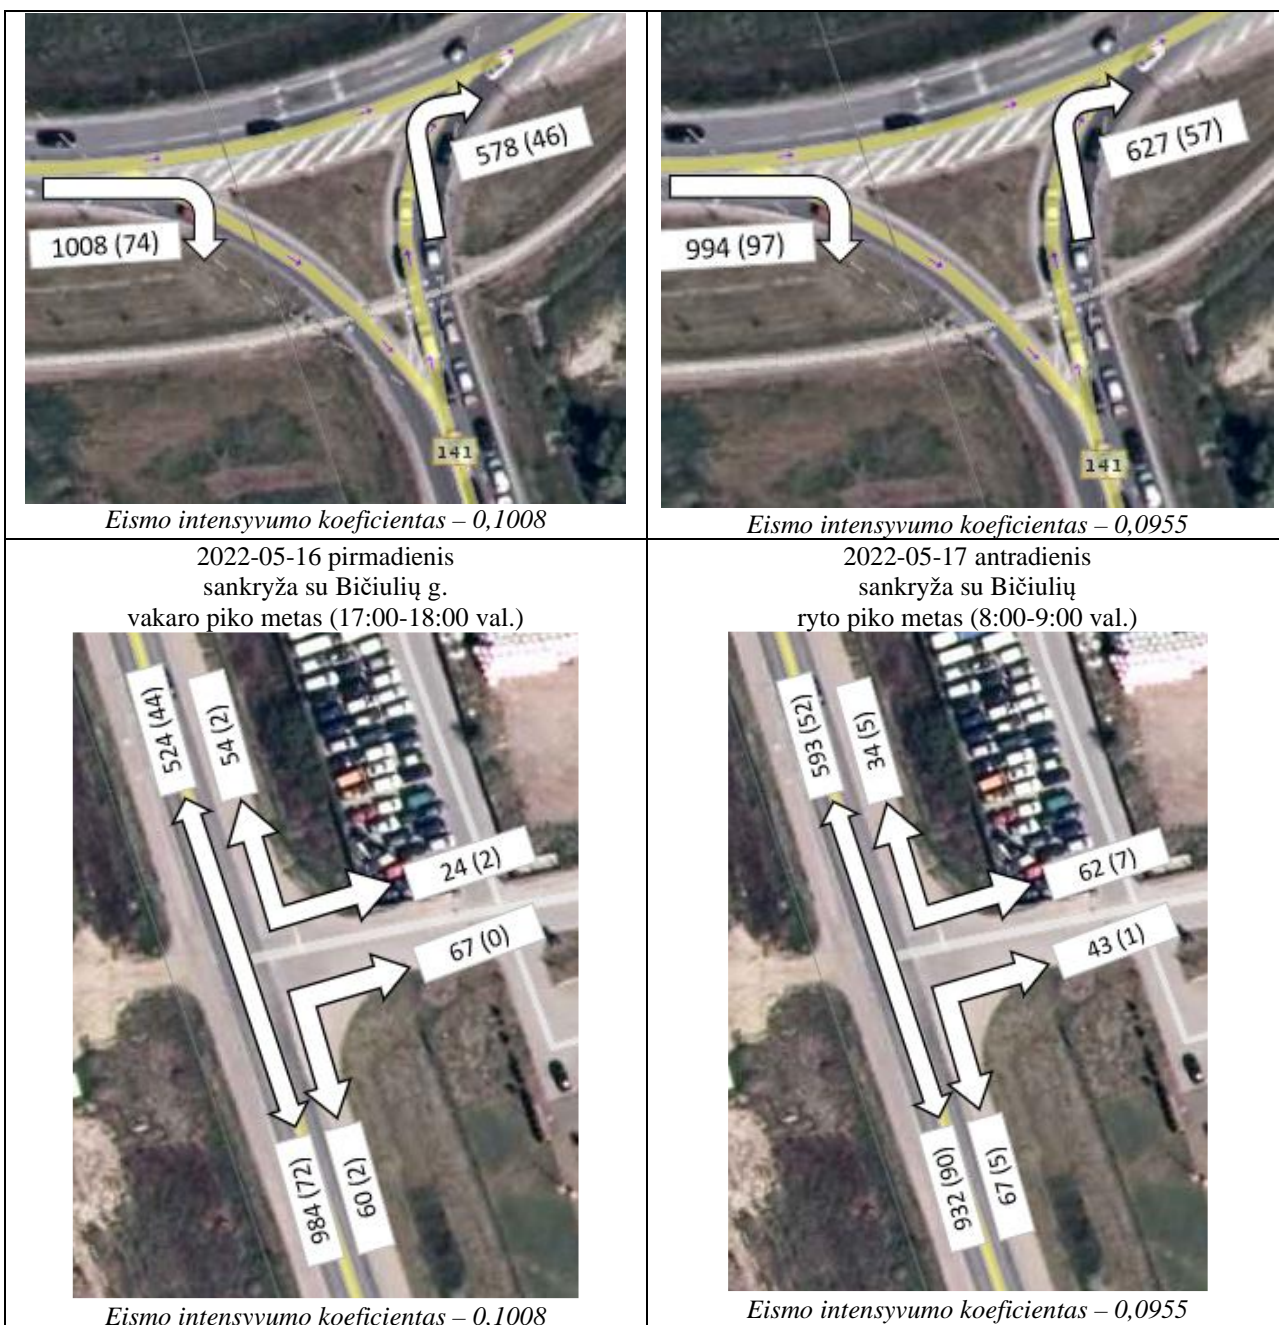 578 (46)
1008 (74)
141
Eismo intensyvumo koeficientas – 0,1008
627 (57)
994 (97)
141
Eismo intensyvumo koeficientas – 0,0955
2022-05-16 pirmadienis
sankryža su Bičiulių g.
vakaro piko metas (17:00-18:00 val.)
524 (44)
54 (2)
24 (2)
67 (0)
984 (72)
60 (2)
Eismo intensyvumo koeficientas – 0,1008
2022-05-17 antradienis
sankryža su Bičiulių
ryto piko metas (8:00-9:00 val.)
593 (52)
34 (5)
62 (7)
43 (1)
932 (90)
67 (5)
Eismo intensyvumo koeficientas – 0,0955